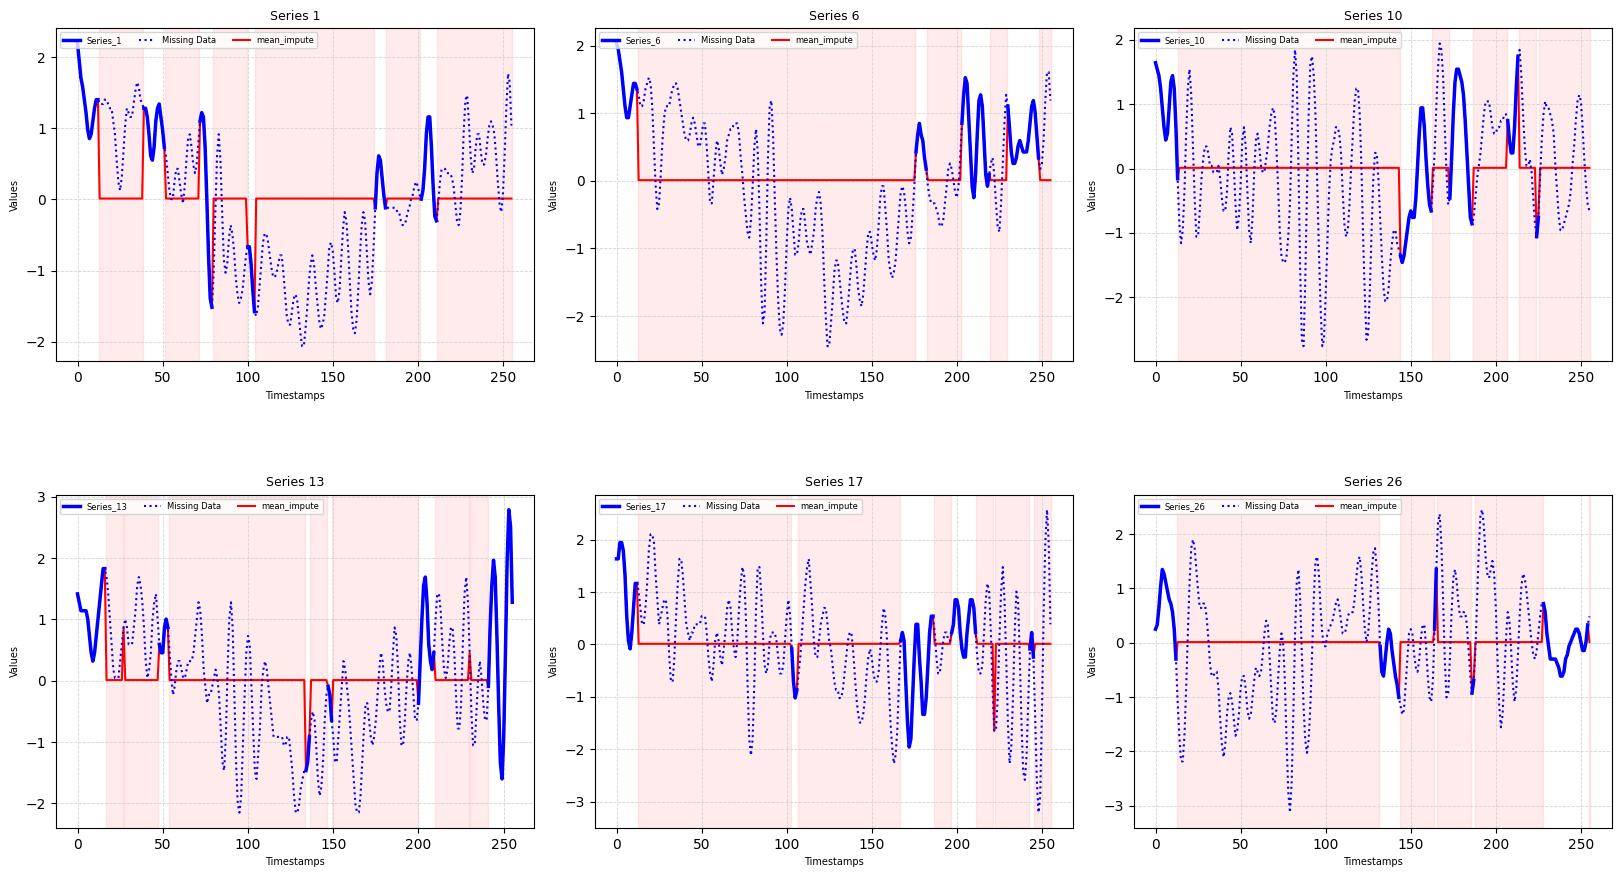 Series 1
Series_1 Missing Data mean_impute
Values
2
1
0
−1
−2
0 50 100 150 200 250
Timestamps
Series 6
Series_6 Missing Data mean_impute
Values
2
1
0
−1
−2
0 50 100 150 200 250
Timestamps
Series 10
Series_10 Missing Data mean_impute
Values
2
1
0
−1
−2
0 50 100 150 200 250
Timestamps
Series 13
Series_13 Missing Data mean_impute
Values
3
2
1
0
−1
−2
0 50 100 150 200 250
Timestamps
Series 17
Series_17 Missing Data mean_impute
Values
2
1
0
−1
−2
−3
0 50 100 150 200 250
Timestamps
Series 26
Series_26 Missing Data mean_impute
Values
2
1
0
−1
−2
−3
0 50 100 150 200 250
Timestamps